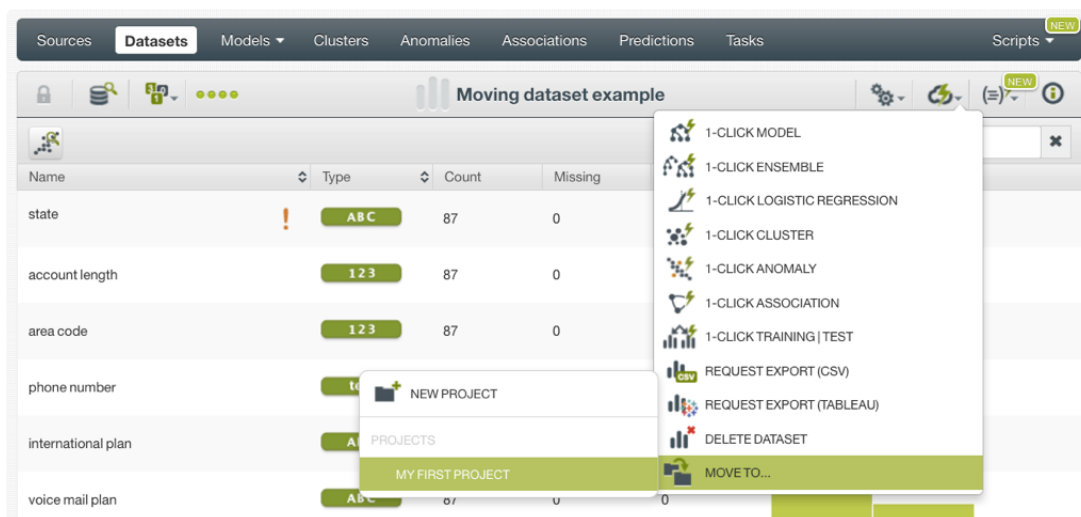 NEW
Sources Datasets Models Clusters Anomalies Associations Predictions Tasks Scripts
Moving dataset example NEW
Name Type Count Missing
state ! ABC 87 0
account length 123 87 0
area code 123 87 0
phone number
international plan
voice mail plan ABC 87 0 0
1-CLICK MODEL
1-CLICK ENSEMBLE
1-CLICK LOGISTIC REGRESSION
1-CLICK CLUSTER
1-CLICK ANOMALY
1-CLICK ASSOCIATION
1-CLICK TRAINING | TEST
CSV REQUEST EXPORT (CSV)
REQUEST EXPORT (TABLEAU)
DELETE DATASET
MOVE TO...
NEW PROJECT
PROJECTS
MY FIRST PROJECT